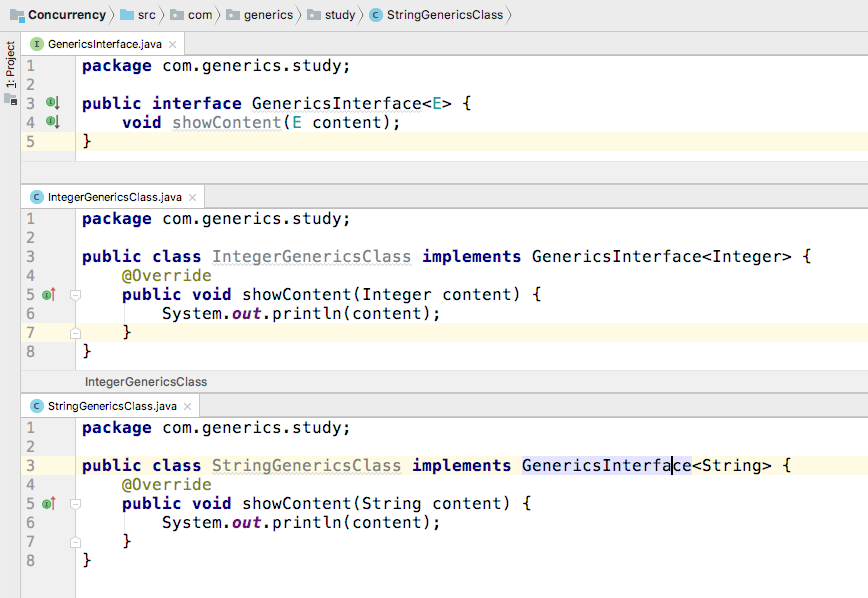 Concurrency src com generics study StringGenericsClass
1: Project
GenericsInterface.java
1 package com.generics.study;
2
3 public interface GenericsInterface<E> {
4 void showContent(E content);
5 }
IntegerGenericsClass.java
1 package com.generics.study;
2
3 public class IntegerGenericsClass implements GenericsInterface<Integer> {
4 @Override
5 public void showContent(Integer content) {
6 System.out.println(content);
7 }
8 }
IntegerGenericsClass
StringGenericsClass.java
1 package com.generics.study;
2
3 public class StringGenericsClass implements GenericsInterface<String> {
4 @Override
5 public void showContent(String content) {
6 System.out.println(content);
7 }
8 }